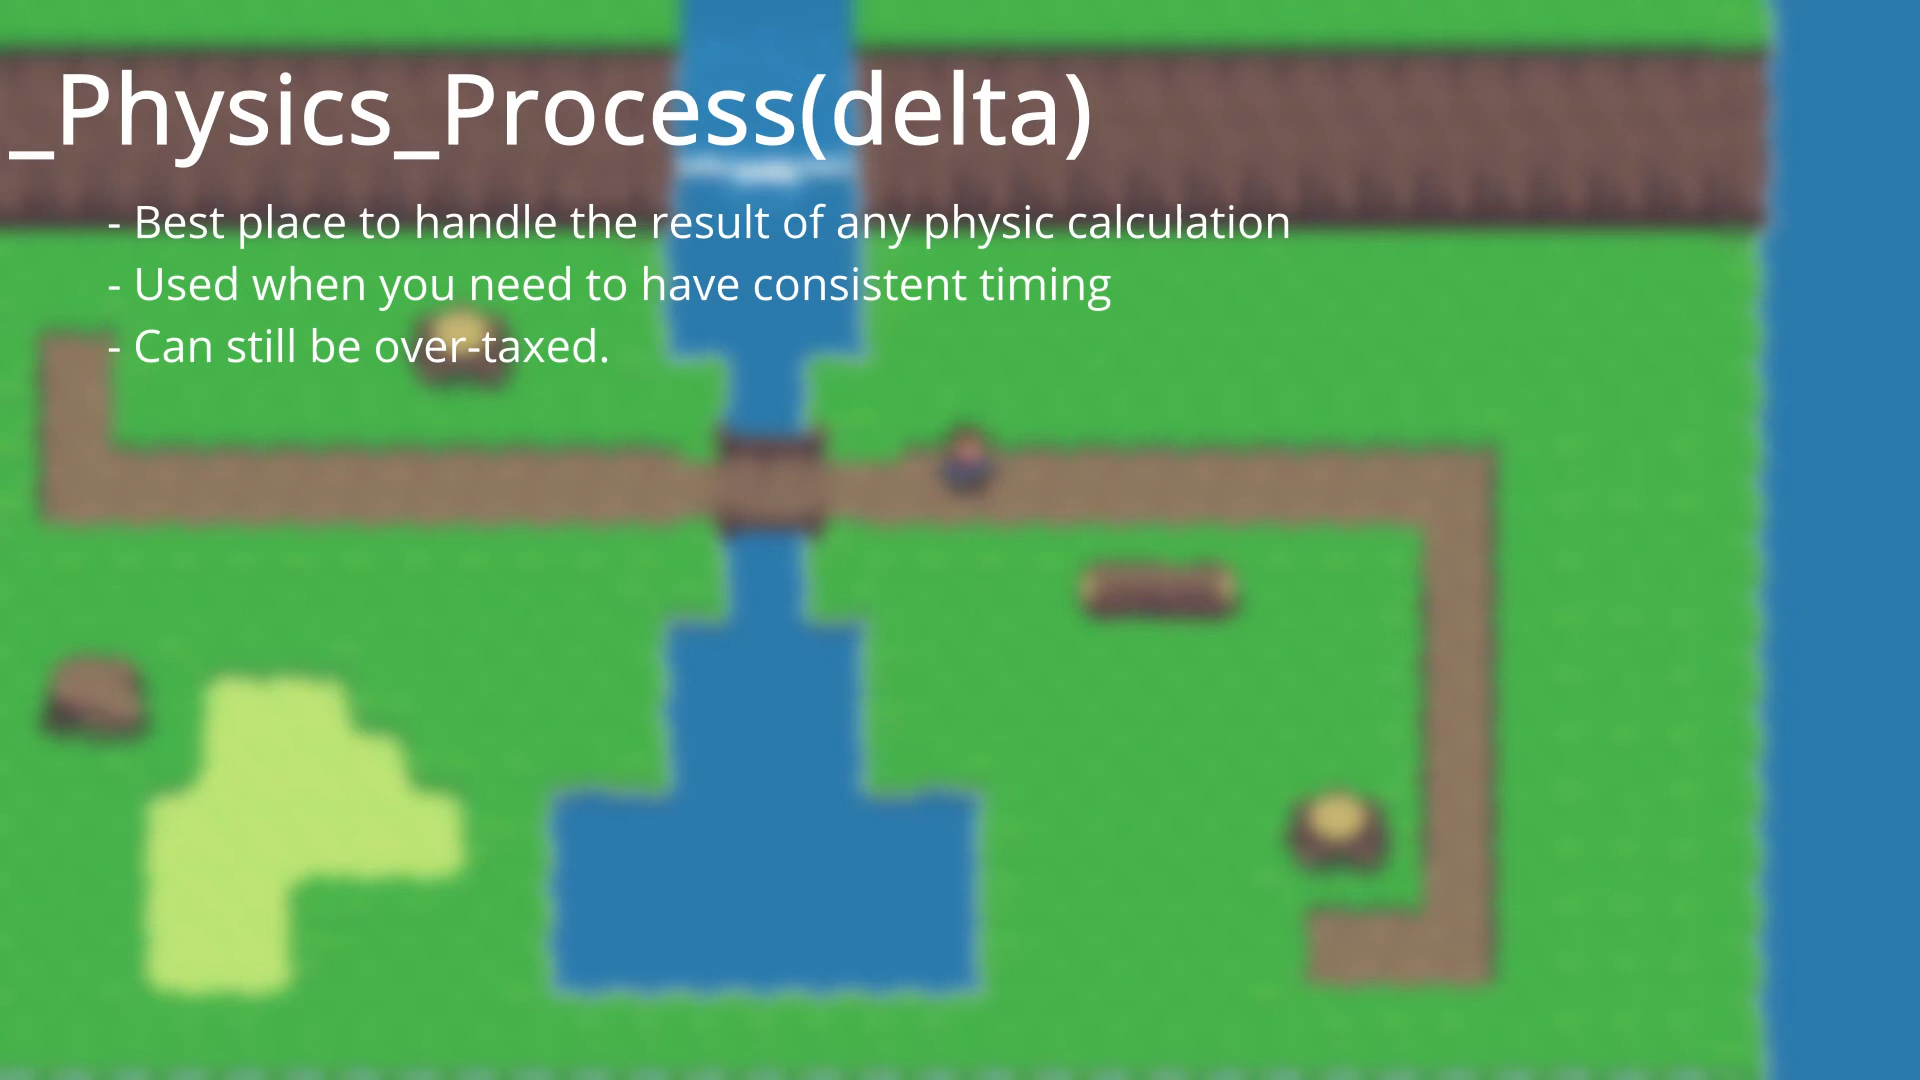 _Physics_Process(delta)
- Best place to handle the result of any physic calculation
- Used when you need to have consistent timing
- Can still be over-taxed.